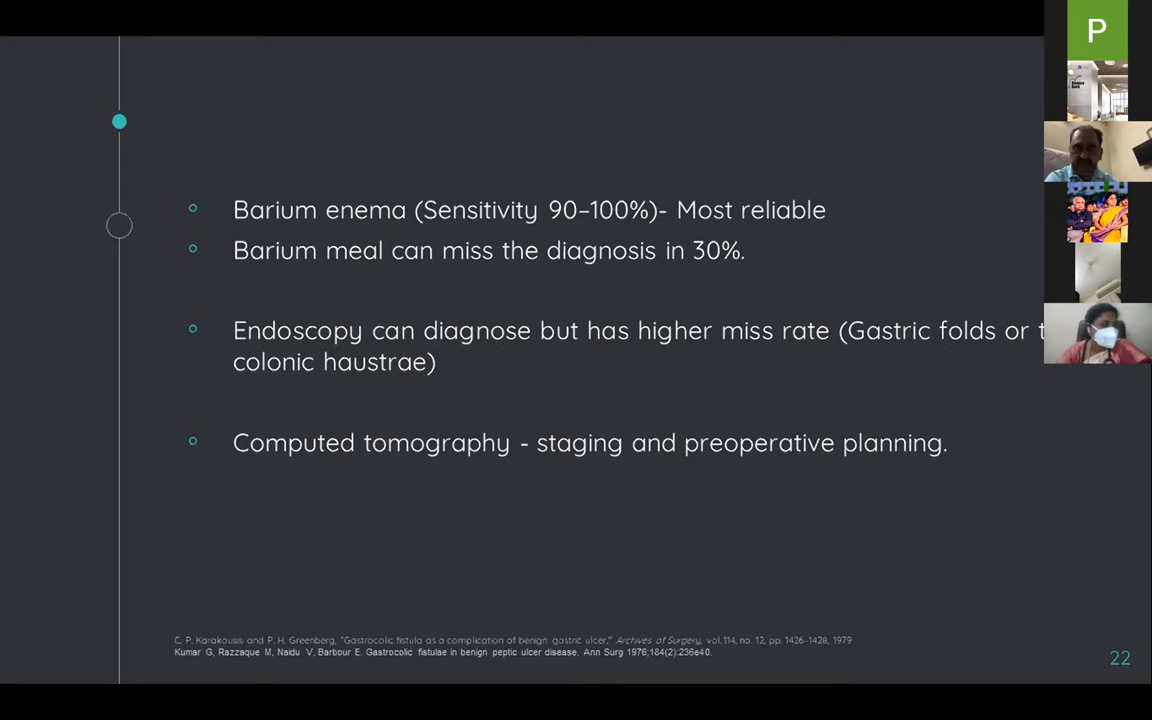 Barium enema (Sensitivity 90–100%)- Most reliable
Barium meal can miss the diagnosis in 30%.
Endoscopy can diagnose but has higher miss rate (Gastric folds or
colonic haustrae)
Computed tomography - staging and preoperative planning.
C. P. Karakousis and P. H. Greenberg, "Gastrocolic fistula as a complication of benign gastric ulcer," Archives of Surgery, vol. 114, no. 12, pp. 1426–1428, 1979
Kumar G, Razzaque M, Naidu V, Barbour E. Gastrocolic fistulae in benign peptic ulcer disease. Ann Surg 1976;184(2):236e40.
22
P